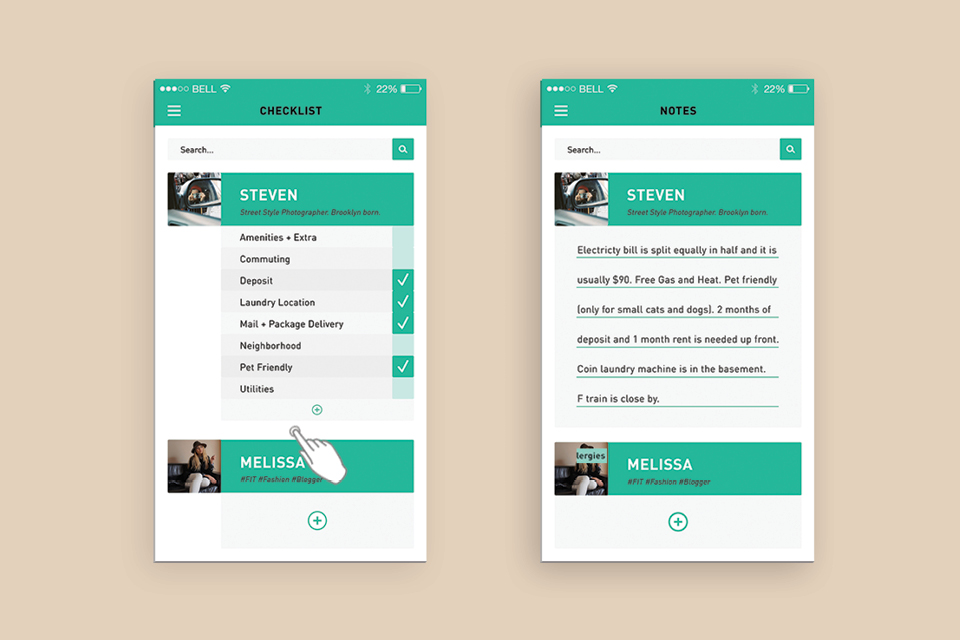 BELL 22%
CHECKLIST
Search...
STEVEN
Street Style Photographer. Brooklyn born.
Amenities + Extra
Commuting
Deposit
Laundry Location
Mail + Package Delivery
Neighborhood
Pet Friendly
Utilities
MELISSA
#FIT #Fashion #Blogger
BELL 22%
NOTES
Search...
STEVEN
Street Style Photographer. Brooklyn born.
Electricty bill is split equally in half and it is
usually $90. Free Gas and Heat. Pet friendly
(only for small cats and dogs). 2 months of
deposit and 1 month rent is needed up front.
Coin laundry machine is in the basement.
F train is close by.
lergies
MELISSA
#FIT #Fashion #Blogger